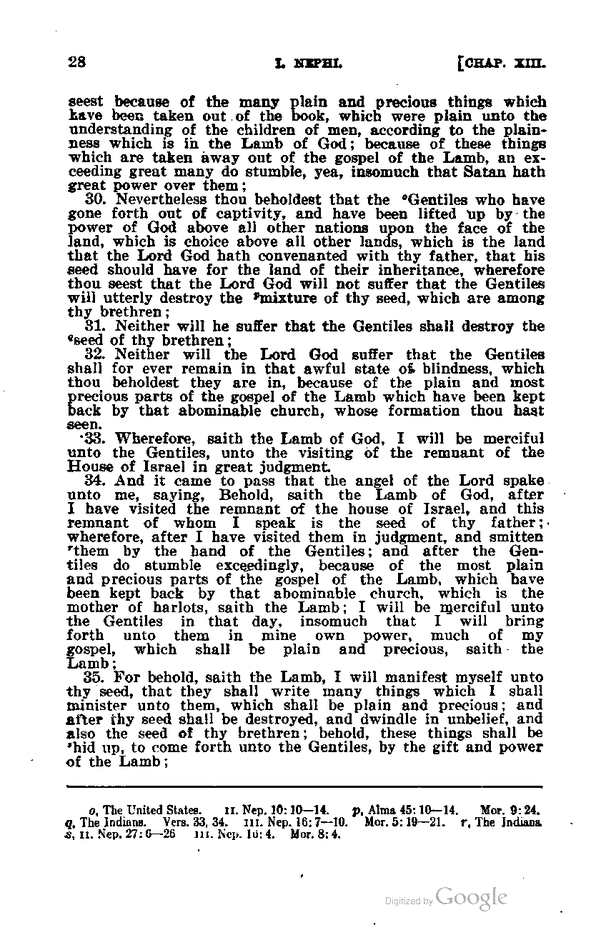 28 I. NEPHI. [CHAP. XIII.
seest because of the many plain and precious things which
have been taken out of the book, which were plain unto the
understanding of the children of men, according to the plain-
ness which is in the Lamb of God; because of these things
which are taken away out of the gospel of the Lamb, an ex-
ceeding great many do stumble, yea, insomuch that Satan hath
great power over them;
30. Nevertheless thou beholdest that the ᵒGentiles who have
gone forth out of captivity, and have been lifted up by the
power of God above all other nations upon the face of the
land, which is choice above all other lands, which is the land
that the Lord God hath convenanted with thy father, that his
seed should have for the land of their inheritance, wherefore
thou seest that the Lord God will not suffer that the Gentiles
will utterly destroy the ᵖmixture of thy seed, which are among
thy brethren;
31. Neither will he suffer that the Gentiles shall destroy the
ᑫseed of thy brethren;
32. Neither will the Lord God suffer that the Gentiles
shall for ever remain in that awful state of blindness, which
thou beholdest they are in, because of the plain and most
precious parts of the gospel of the Lamb which have been kept
back by that abominable church, whose formation thou hast
seen.
33. Wherefore, saith the Lamb of God, I will be merciful
unto the Gentiles, unto the visiting of the remnant of the
House of Israel in great judgment.
34. And it came to pass that the angel of the Lord spake
unto me, saying, Behold, saith the Lamb of God, after
I have visited the remnant of the house of Israel, and this
remnant of whom I speak is the seed of thy father;
wherefore, after I have visited them in judgment, and smitten
ʳthem by the hand of the Gentiles; and after the Gen-
tiles do stumble exceedingly, because of the most plain
and precious parts of the gospel of the Lamb, which have
been kept back by that abominable church, which is the
mother of harlots, saith the Lamb; I will be merciful unto
the Gentiles in that day, insomuch that I will bring
forth unto them in mine own power, much of my
gospel, which shall be plain and precious, saith the
Lamb;
35. For behold, saith the Lamb, I will manifest myself unto
thy seed, that they shall write many things which I shall
minister unto them, which shall be plain and precious; and
after thy seed shall be destroyed, and dwindle in unbelief, and
also the seed of thy brethren; behold, these things shall be
ˢhid up, to come forth unto the Gentiles, by the gift and power
of the Lamb;
o, The United States. II. Nep. 10:10—14. p, Alma 45:10—14. Mor. 9:24.
q, The Indians. Vers. 33, 34. III. Nep. 16:7—10. Mor. 5:19—21. r, The Indians
s, II. Nep. 27:6—26 III. Nep. 16:4. Mor. 8:4.
Digitized by Google